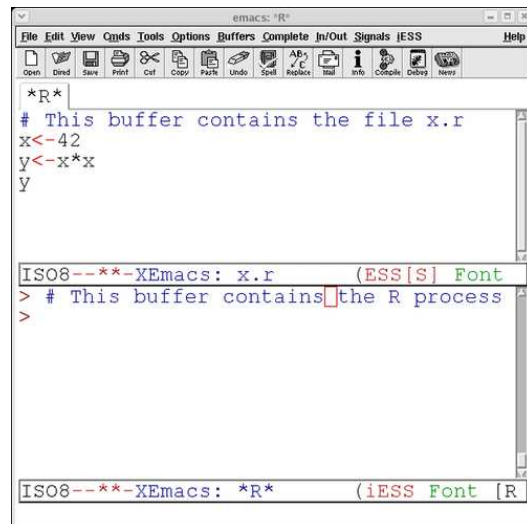 emacs: *R*
File Edit View Cmds Tools Options Buffers Complete In/Out Signals iESS Help
Open Dired Save Print Cut Copy Paste Undo Spell Replace Mail Info Compile Debug News
*R*
# This buffer contains the file x.r
x<-42
y<-x*x
y
ISO8--**-XEmacs: x.r (ESS[S] Font
> # This buffer contains the R process
>
ISO8--**-XEmacs: *R* (iESS Font [R